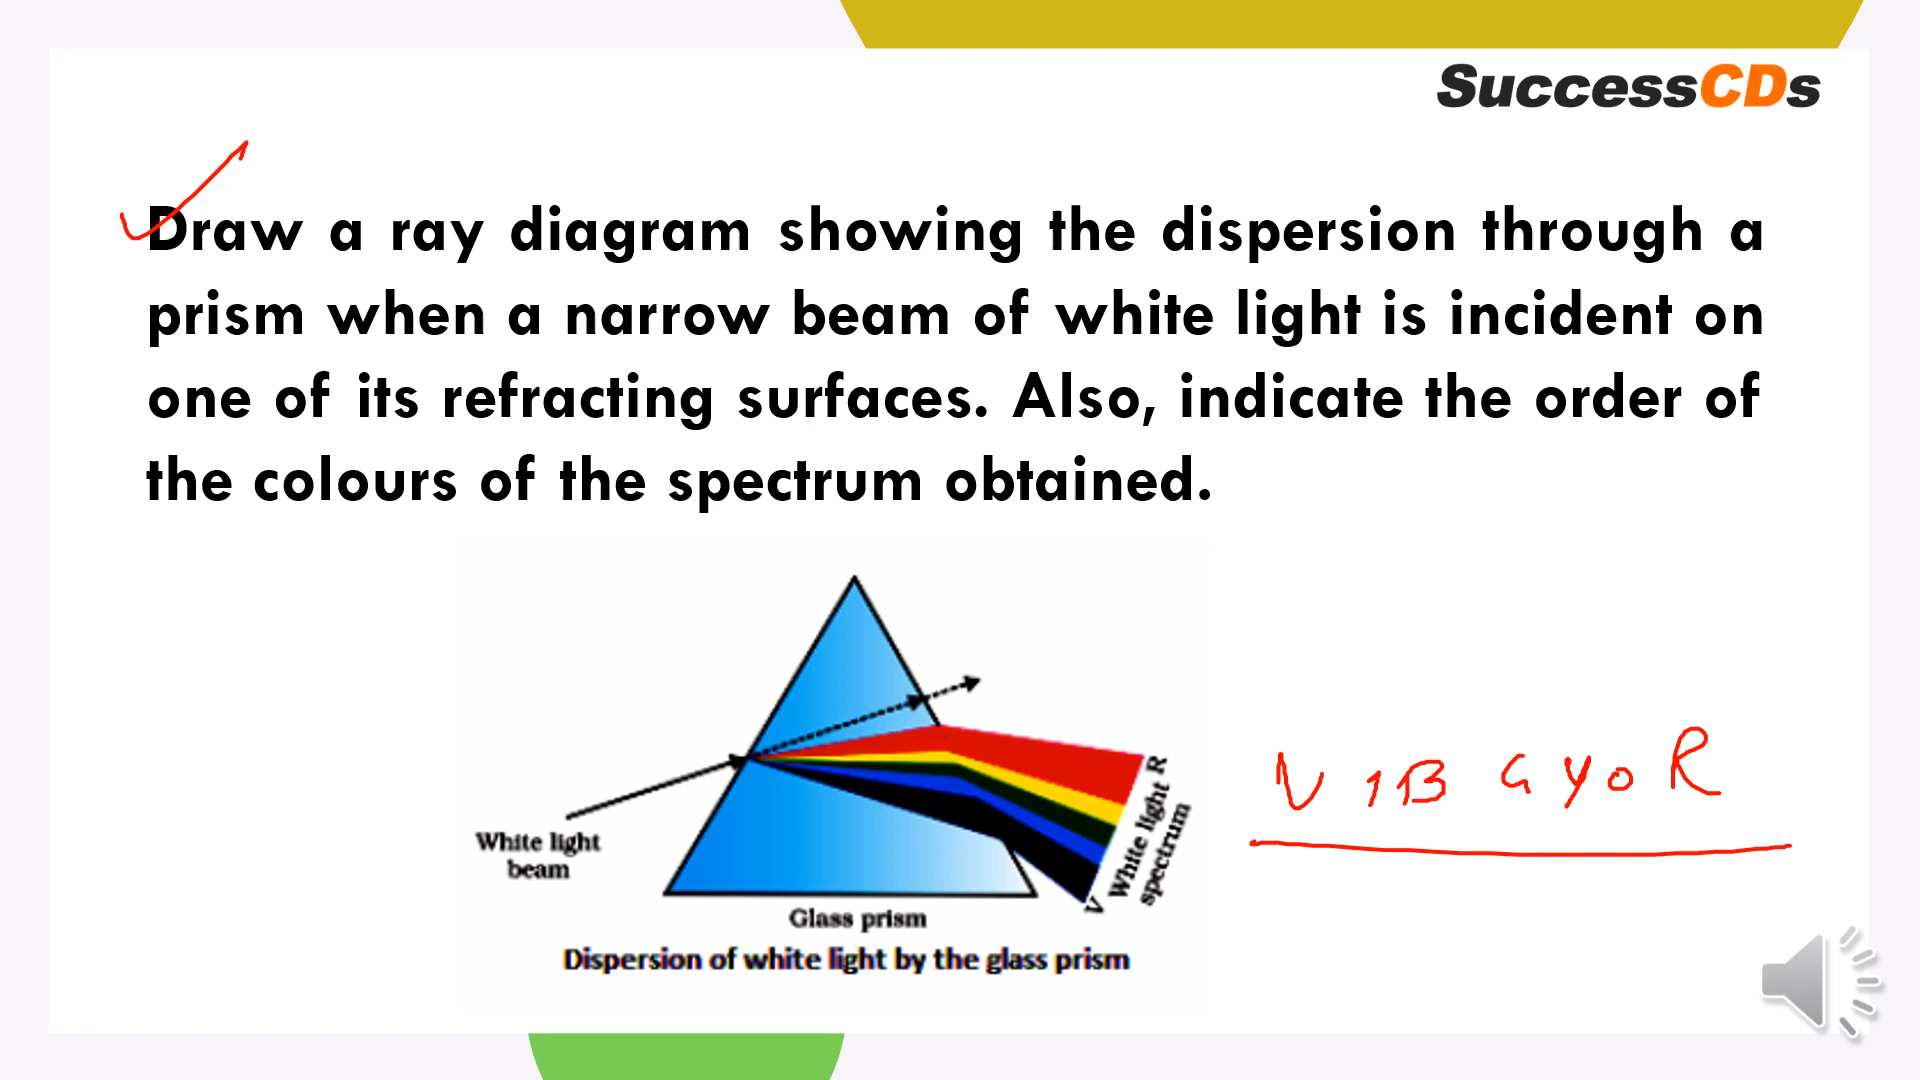 SuccessCDs
Draw a ray diagram showing the dispersion through a
prism when a narrow beam of white light is incident on
one of its refracting surfaces. Also, indicate the order of
the colours of the spectrum obtained.
White light
beam
Glass prism
R
White light
spectrum
V
Dispersion of white light by the glass prism
V I B G Y O R